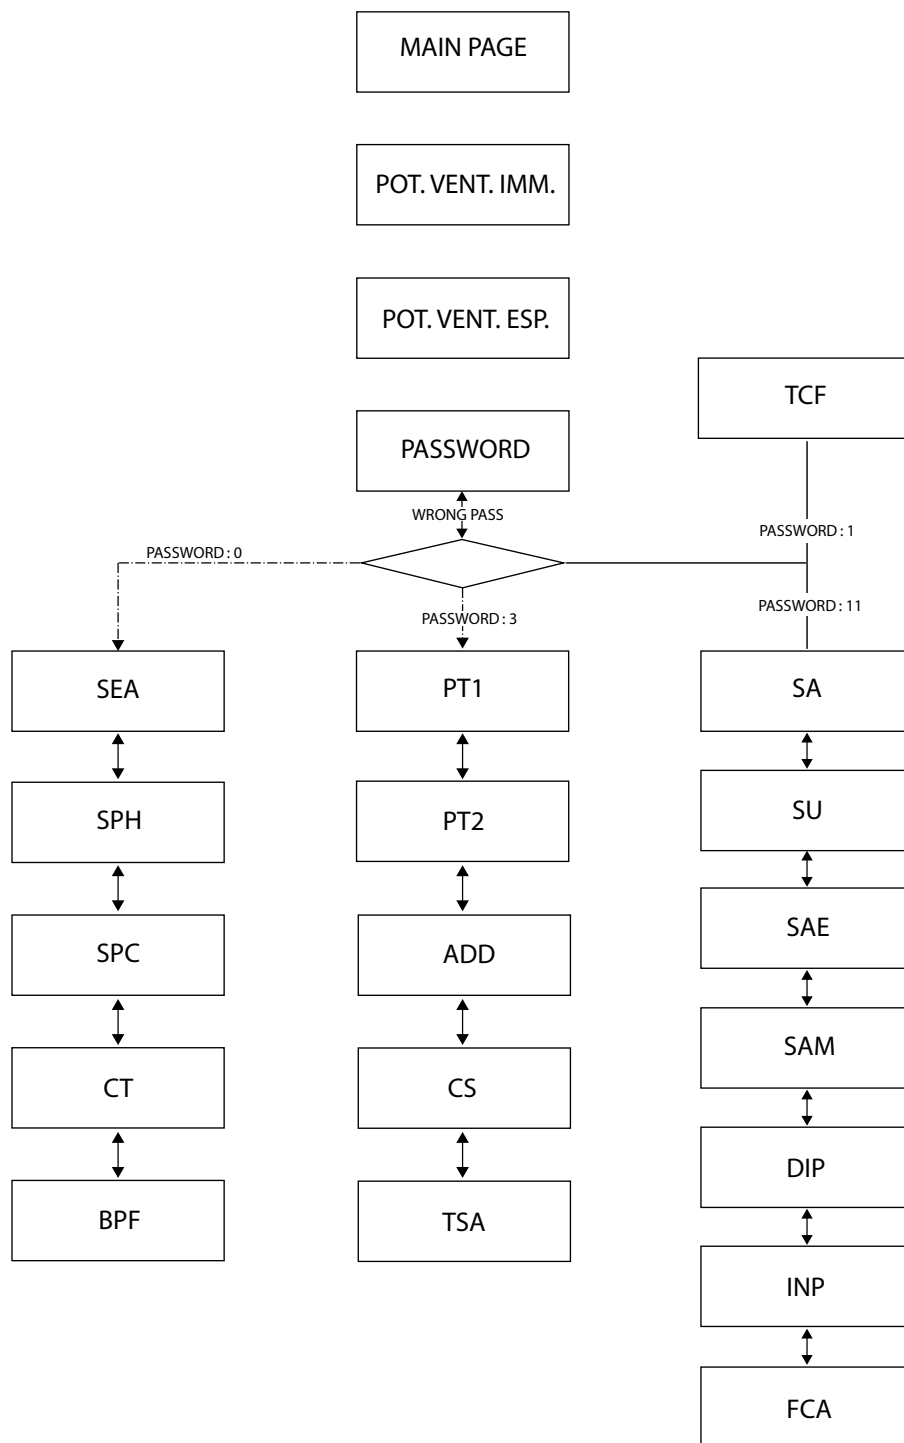 MAIN PAGE
POT. VENT. IMM.
POT. VENT. ESP.
TCF
PASSWORD
WRONG PASS
PASSWORD : 1
PASSWORD : 0
PASSWORD : 11
PASSWORD : 3
SEA
PT1
SA
SPH
PT2
SU
SPC
ADD
SAE
SAM
CT
CS
DIP
BPF
TSA
INP
FCA